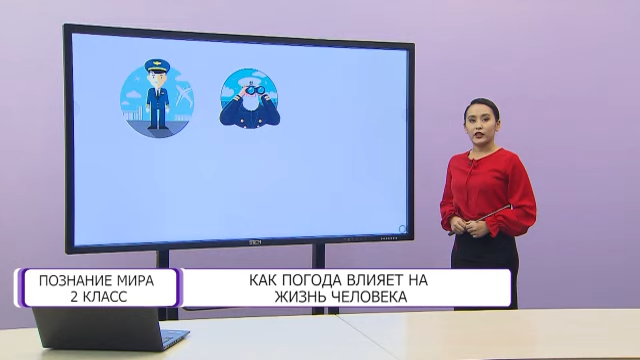 ПОЗНАНИЕ МИРА
2 КЛАСС
КАК ПОГОДА ВЛИЯЕТ НА
ЖИЗНЬ ЧЕЛОВЕКА